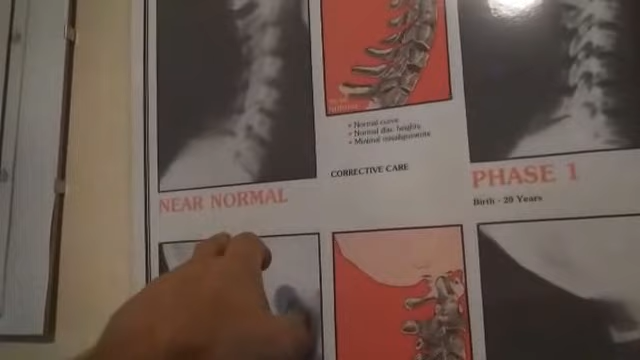 • Normal curve
• Normal disc heights
• Minimal misalignments
CORRECTIVE CARE
NEAR NORMAL
PHASE 1
Birth - 20 Years